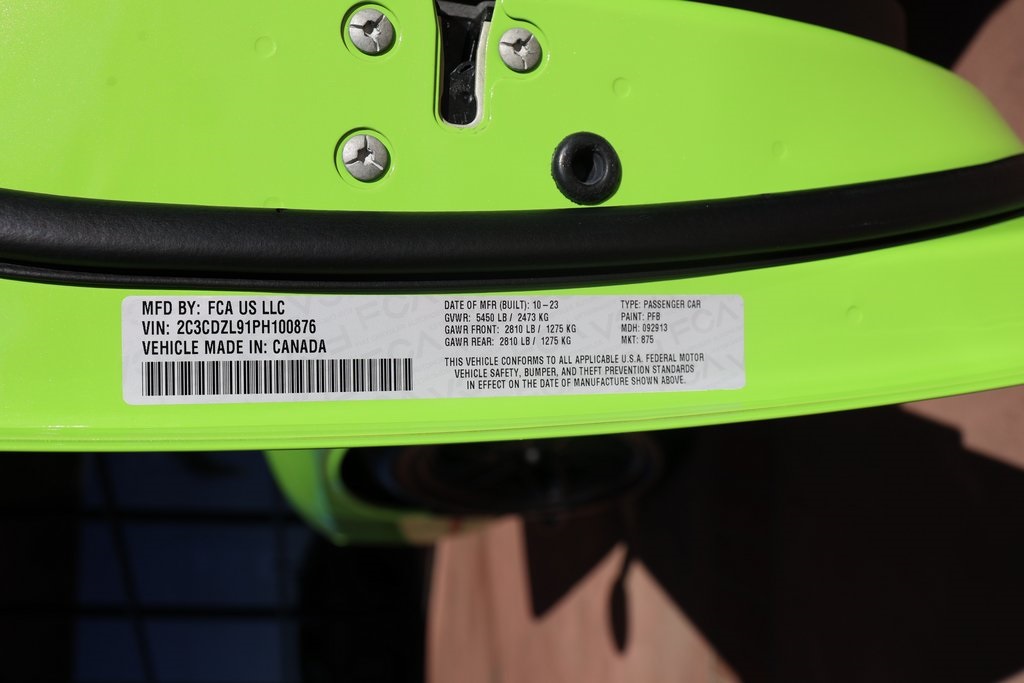 MFD BY: FCA US LLC
VIN: 2C3CDZL91PH100876
VEHICLE MADE IN: CANADA
DATE OF MFR (BUILT): 10-23
GVWR: 5450 LB / 2473 KG
GAWR FRONT: 2810 LB / 1275 KG
GAWR REAR: 2810 LB / 1275 KG
TYPE: PASSENGER CAR
PAINT: PFB
MDH: 092913
MKT: 875
THIS VEHICLE CONFORMS TO ALL APPLICABLE U.S.A. FEDERAL MOTOR
VEHICLE SAFETY, BUMPER, AND THEFT PREVENTION STANDARDS
IN EFFECT ON THE DATE OF MANUFACTURE SHOWN ABOVE.